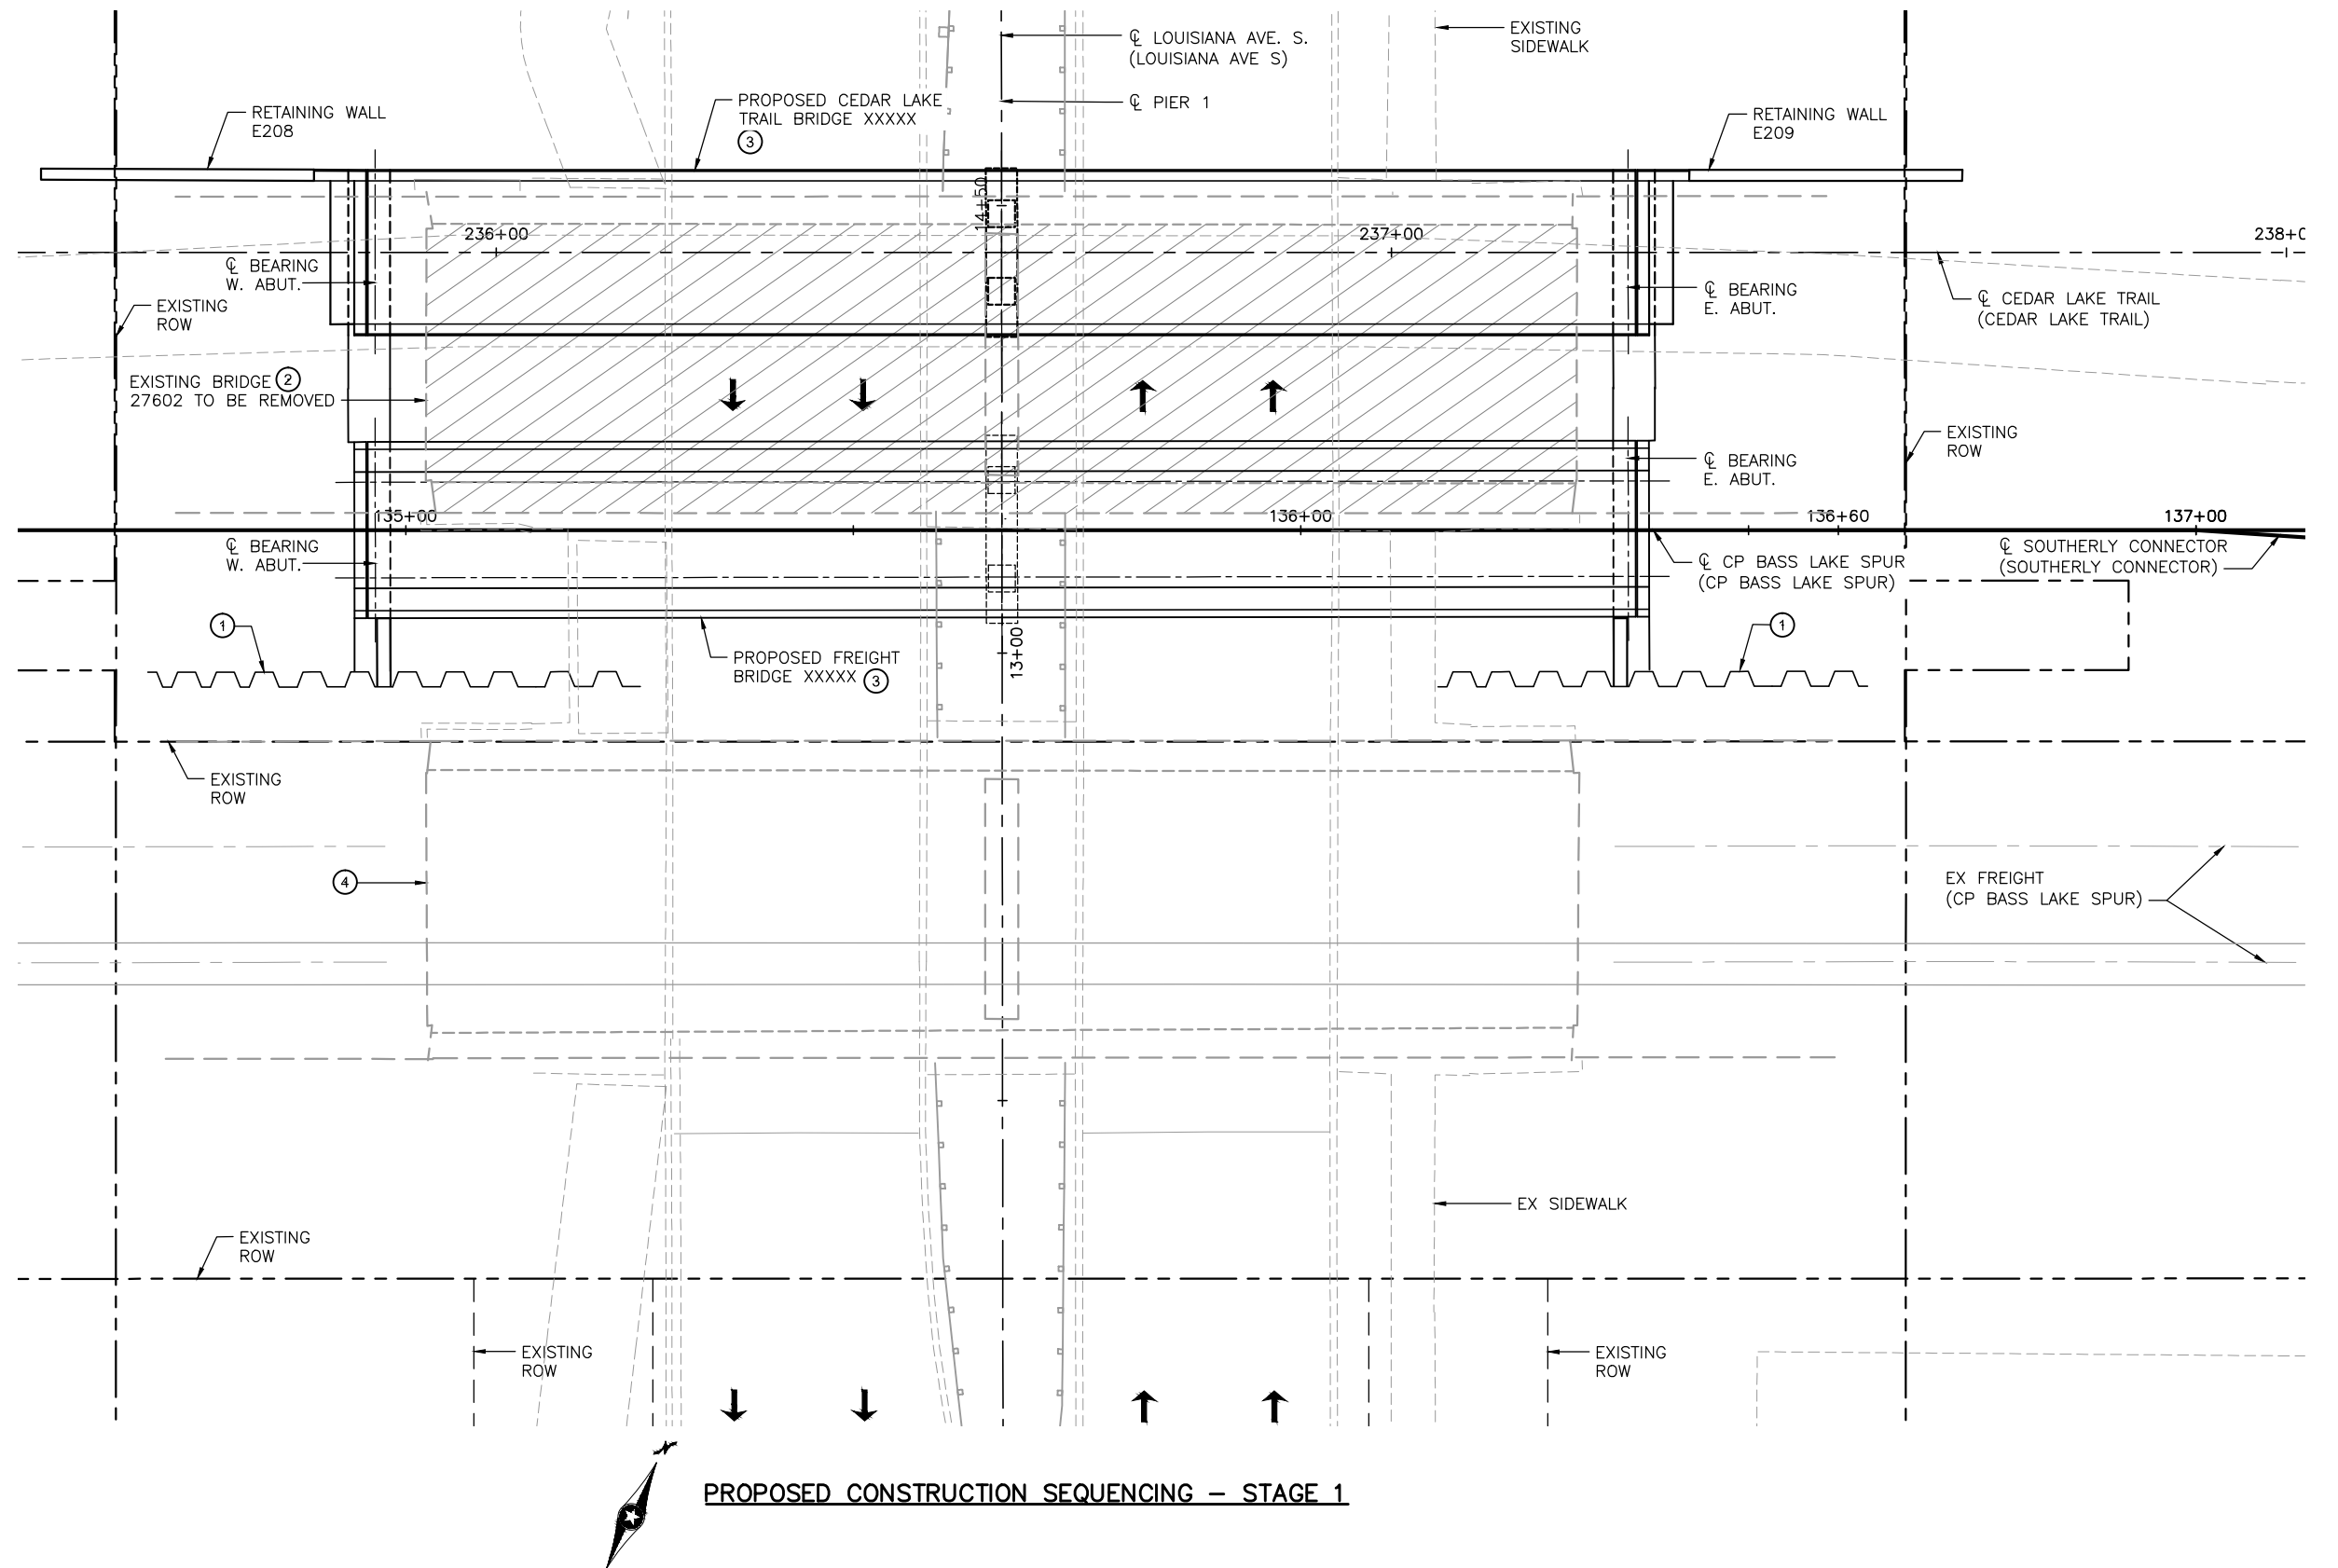 ℄ LOUISIANA AVE. S.
(LOUISIANA AVE S)
EXISTING
SIDEWALK
℄ PIER 1
PROPOSED CEDAR LAKE
TRAIL BRIDGE XXXXX
3
RETAINING WALL
E208
RETAINING WALL
E209
14+50
236+00
237+00
238+0
℄ BEARING
W. ABUT.
EXISTING
ROW
℄ BEARING
E. ABUT.
℄ CEDAR LAKE TRAIL
(CEDAR LAKE TRAIL)
EXISTING BRIDGE 2
27602 TO BE REMOVED
EXISTING
ROW
℄ BEARING
E. ABUT.
135+00
136+00
136+60
137+00
℄ BEARING
W. ABUT.
℄ CP BASS LAKE SPUR
(CP BASS LAKE SPUR)
℄ SOUTHERLY CONNECTOR
(SOUTHERLY CONNECTOR)
1
1
13+00
PROPOSED FREIGHT
BRIDGE XXXXX 3
EXISTING
ROW
4
EX FREIGHT
(CP BASS LAKE SPUR)
EX SIDEWALK
EXISTING
ROW
EXISTING
ROW
EXISTING
ROW
N
PROPOSED CONSTRUCTION SEQUENCING – STAGE 1